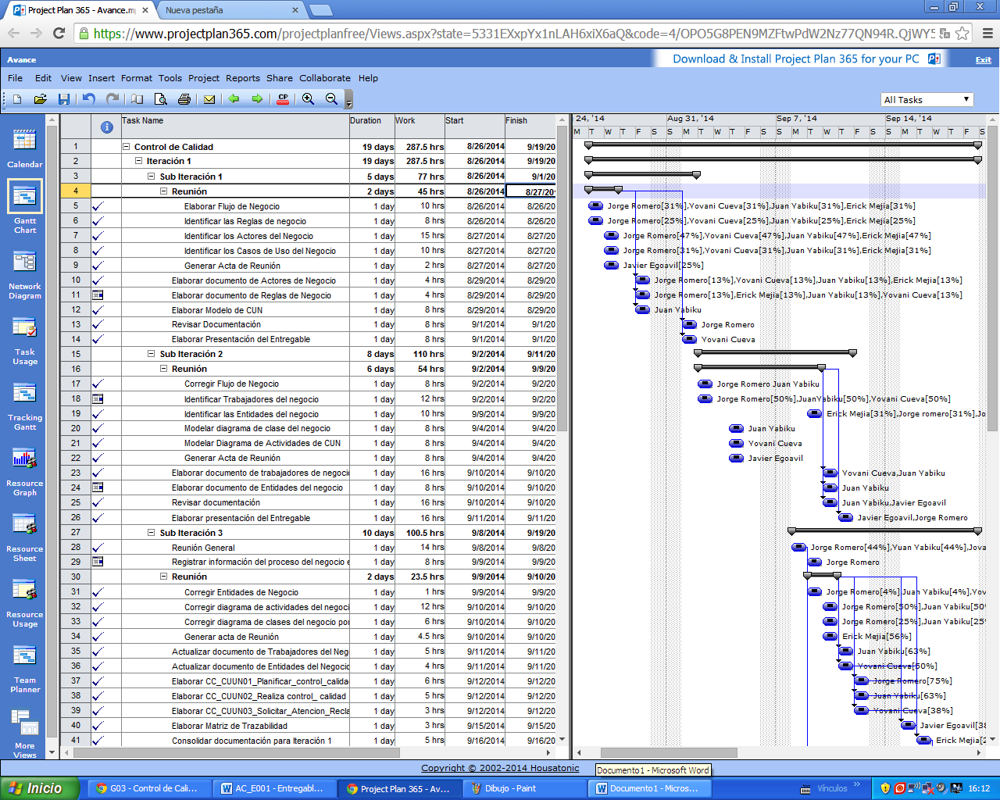 Project Plan 365 - Avance.m
Nueva pestaña
https://www.projectplan365.com/projectplanfree/Views.aspx?state=5331EXxpYx1nLAH6xiX6aQ&code=4/OPO5G8PEN9MZFtwPdW2Nz77QN94R.QjWY5
Avance
Download & Install Project Plan 365 for your PC
Exit
File Edit View Insert Format Tools Project Reports Share Collaborate Help
CP
All Tasks
Calendar
Gantt Chart
Network Diagram
Task Usage
Tracking Gantt
Resource Graph
Resource Sheet
Resource Usage
Team Planner
More Views
Task Name Duration Work Start Finish
1 Control de Calidad 19 days 287.5 hrs 8/26/2014 9/19/20
2 Iteración 1 19 days 287.5 hrs 8/26/2014 9/19/20
3 Sub Iteración 1 5 days 77 hrs 8/26/2014 9/1/20
4 Reunión 2 days 45 hrs 8/26/2014 8/27/20
5 Elaborar Flujo de Negocio 1 day 10 hrs 8/26/2014 8/26/20
6 Identificar las Reglas de negocio 1 day 8 hrs 8/26/2014 8/26/20
7 Identificar los Actores del Negocio 1 day 15 hrs 8/27/2014 8/27/20
8 Identificar los Casos de Uso del Negocio 1 day 10 hrs 8/27/2014 8/27/20
9 Generar Acta de Reunión 1 day 2 hrs 8/27/2014 8/27/20
10 Elaborar documento de Actores de Negocio 1 day 4 hrs 8/29/2014 8/29/20
11 Elaborar documento de Reglas de Negocio 1 day 4 hrs 8/29/2014 8/29/20
12 Elaborar Modelo de CUN 1 day 8 hrs 8/29/2014 8/29/20
13 Revisar Documentación 1 day 8 hrs 9/1/2014 9/1/20
14 Elaborar Presentación del Entregable 1 day 8 hrs 9/1/2014 9/1/20
15 Sub Iteración 2 8 days 110 hrs 9/2/2014 9/11/20
16 Reunión 6 days 54 hrs 9/2/2014 9/9/20
17 Corregir Flujo de Negocio 1 day 8 hrs 9/2/2014 9/2/20
18 Identificar Trabajadores del negocio 1 day 12 hrs 9/2/2014 9/2/20
19 Identificar las Entidades del negocio 1 day 10 hrs 9/9/2014 9/9/20
20 Modelar diagrama de clase del negocio 1 day 8 hrs 9/4/2014 9/4/20
21 Modelar Diagrama de Actividades de CUN 1 day 8 hrs 9/4/2014 9/4/20
22 Generar Acta de Reunión 1 day 8 hrs 9/4/2014 9/4/20
23 Elaborar documento de trabajadores de negoci 1 day 16 hrs 9/10/2014 9/10/20
24 Elaborar documento de Entidades del negocio 1 day 8 hrs 9/10/2014 9/10/20
25 Revisar documentación 1 day 16 hrs 9/10/2014 9/10/20
26 Elaborar presentación del Entregable 1 day 16 hrs 9/11/2014 9/11/20
27 Sub Iteración 3 10 days 100.5 hrs 9/8/2014 9/19/20
28 Reunión General 1 day 14 hrs 9/8/2014 9/8/20
29 Registrar información del proceso del negocio e 1 day 8 hrs 9/9/2014 9/9/20
30 Reunión 2 days 23.5 hrs 9/9/2014 9/10/20
31 Corregir Entidades de Negocio 1 day 1 hrs 9/9/2014 9/9/20
32 Corregir diagrama de actividades del negoci 1 day 12 hrs 9/10/2014 9/10/20
33 Corregir diagrama de clases del negocio por 1 day 6 hrs 9/10/2014 9/10/20
34 Generar acta de Reunión 1 day 4.5 hrs 9/10/2014 9/10/20
35 Actualizar documento de Trabajadores del Neg 1 day 5 hrs 9/11/2014 9/11/20
36 Actualizar documento de Entidades del Negocio 1 day 4 hrs 9/11/2014 9/11/20
37 Elaborar CC_CUUN01_Planificar_control_calida 1 day 6 hrs 9/12/2014 9/12/20
38 Elaborar CC_CUUN02_Realiza control_ calidad 1 day 5 hrs 9/12/2014 9/12/20
39 Elaborar CC_CUUN03_Solicitar_Atencion_Recla 1 day 3 hrs 9/12/2014 9/12/20
40 Elaborar Matriz de Trazabilidad 1 day 3 hrs 9/15/2014 9/15/20
41 Consolidar documentación para Iteración 1 1 day 5 hrs 9/16/2014 9/16/20
24, '14 Aug 31, '14 Sep 7, '14 Sep 14, '14
M T W T F S S M T W T F S S M T W T F S S M T W T F S
Jorge Romero[31%],Yovani Cueva[31%],Juan Yabiku[31%],Erick Mejia[31%]
Jorge Romero[25%],Yovani Cueva[25%],Juan Yabiku[25%],Erick Mejia[25%]
Jorge Romero[47%],Yovani Cueva[47%],Juan Yabiku[47%],Erick Mejia[47%]
Jorge Romero[31%],Yovani Cueva[31%],Juan Yabiku[31%],Erick Mejia[31%]
Javier Egoavil[25%]
Jorge Romero[13%],Yovani Cueva[13%],Juan Yabiku[13%],Erick Mejia[13%]
Jorge Romero[13%],Erick Mejia[13%],Juan Yabiku[13%],Yovani Cueva[13%]
Juan Yabiku
Jorge Romero
Yovani Cueva
Jorge Romero Juan Yabiku
Jorge Romero[50%],JuanYabiku[50%],Yovani Cueva[50%]
Erick Mejia[31%],Jorge romero[31%],Jo
Juan Yabiku
Yovani Cueva
Javier Egoavil
Yovani Cueva,Juan Yabiku
Juan Yabiku
Juan Yabiku,Javier Egoavil
Javier Egoavil,Jorge Romero
Jorge Romero[44%],Yuan Yabiku[44%],Jova
Jorge Romero
Jorge Romero[4%],Juan Yabiku[4%],Yov
Jorge Romero[50%],Juan Yabiku[50%
Jorge Romero[25%],Juan Yabiku[25%
Erick Mejia[56%]
Juan Yabiku[63%]
Yovani Cueva[50%]
Jorge Romero[75%]
Juan Yabiku[63%]
Yovani Cueva[38%]
Javier Egoavil[38
Erick Mejia[2
Copyright © 2002-2014 Housatonic
Documento1 - Microsoft Word
Inicio
G03 - Control de Cali...
AC_E001 - Entregabl...
Project Plan 365 - Av...
Dibujo - Paint
Documento1 - Micros...
Vínculos
16:12